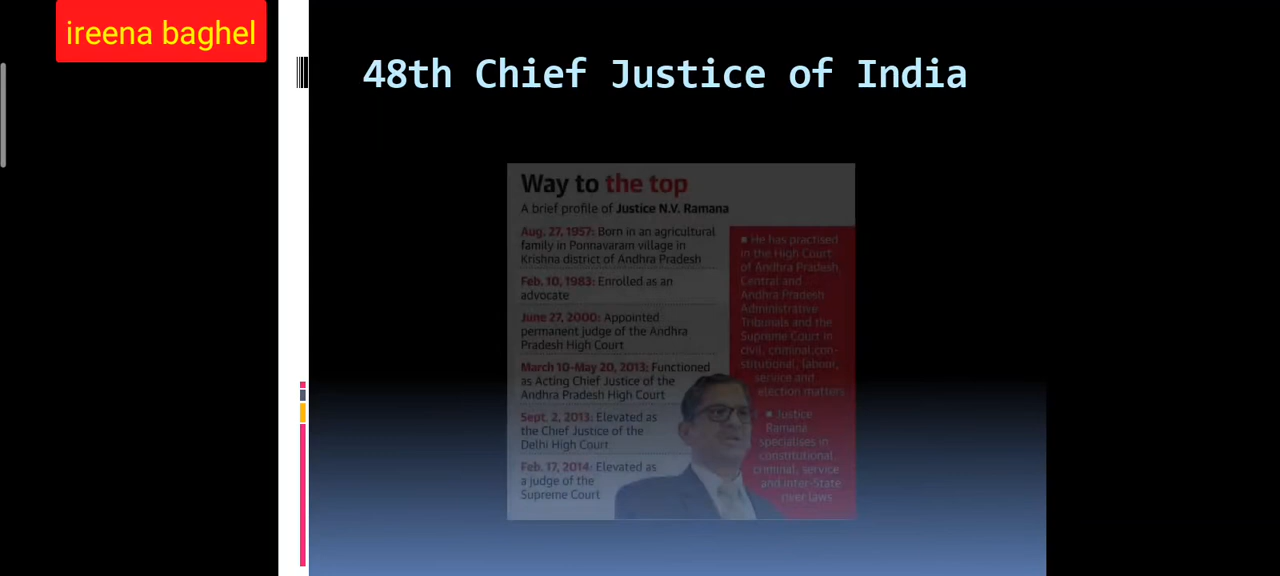 ireena baghel
48th Chief Justice of India
Way to the top
A brief profile of Justice N.V. Ramana
Aug. 27, 1957: Born in an agricultural
family in Ponnavaram village in
Krishna district of Andhra Pradesh
Feb. 10, 1983: Enrolled as an
advocate
June 27, 2000: Appointed
permanent judge of the Andhra
Pradesh High Court
March 10-May 20, 2013: Functioned
as Acting Chief Justice of the
Andhra Pradesh High Court
Sept. 2, 2013: Elevated as
the Chief Justice of the
Delhi High Court
Feb. 17, 2014: Elevated as
a judge of the
Supreme Court
■ He has practised
in the High Court
of Andhra Pradesh,
Central and
Andhra Pradesh
Administrative
Tribunals and the
Supreme Court in
civil, criminal,con-
stitutional, labour,
service and
election matters
■ Justice
Ramana
specialises in
constitutional,
criminal, service
and inter-State
river laws